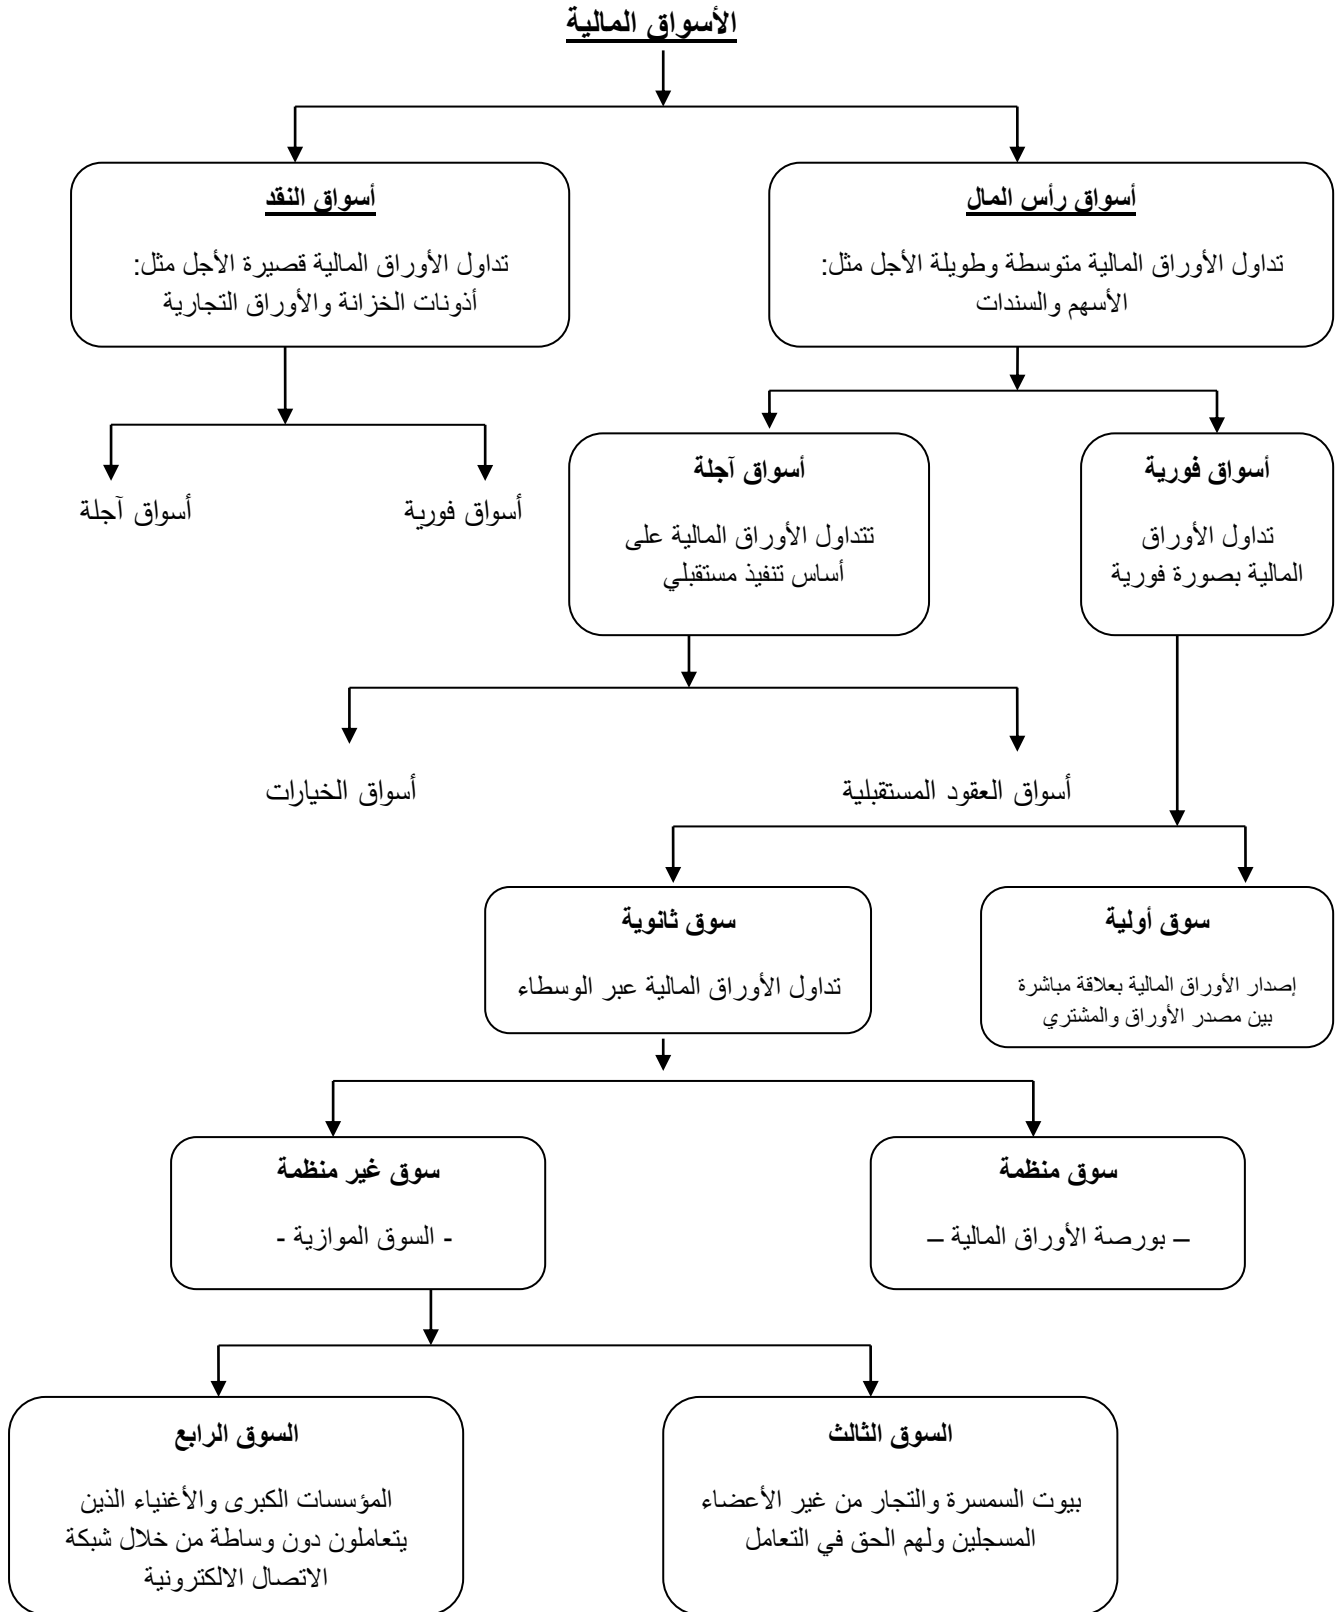 الأسواق المالية
أسواق رأس المال
تداول الأوراق المالية متوسطة وطويلة الأجل مثل:
الأسهم والسندات
أسواق النقد
تداول الأوراق المالية قصيرة الأجل مثل:
أذونات الخزانة والأوراق التجارية
أسواق فورية
تداول الأوراق
المالية بصورة فورية
أسواق آجلة
تتداول الأوراق المالية على
أساس تنفيذ مستقبلي
أسواق فورية
أسواق آجلة
أسواق العقود المستقبلية
أسواق الخيارات
سوق أولية
إصدار الأوراق المالية بعلاقة مباشرة
بين مصدر الأوراق والمشتري
سوق ثانوية
تداول الأوراق المالية عبر الوسطاء
سوق منظمة
– بورصة الأوراق المالية –
سوق غير منظمة
- السوق الموازية -
السوق الثالث
بيوت السمسرة والتجار من غير الأعضاء
المسجلين ولهم الحق في التعامل
السوق الرابع
المؤسسات الكبرى والأغنياء الذين
يتعاملون دون وساطة من خلال شبكة
الاتصال الالكترونية